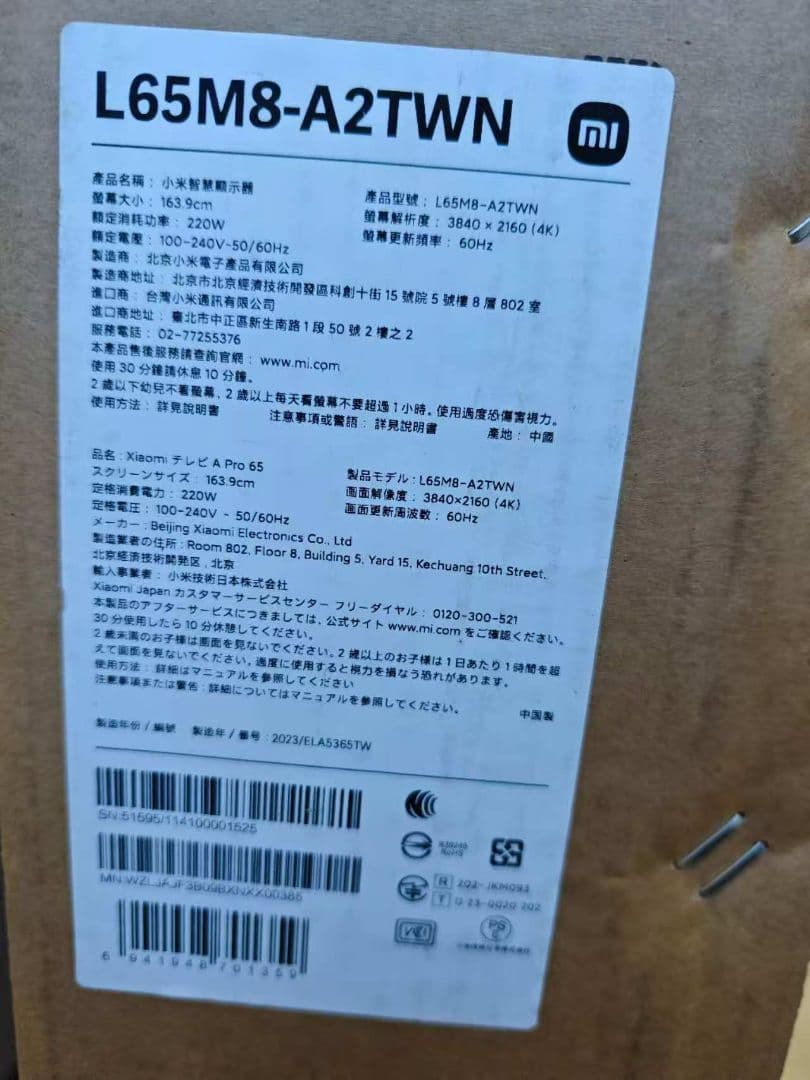 L65M8-A2TWN
產品名稱：小米智慧顯示器
產品型號：L65M8-A2TWN
螢幕大小：163.9cm
螢幕解析度：3840 × 2160 (4K)
額定消耗功率：220W
螢幕更新頻率：60Hz
額定電壓：100-240V~50/60Hz
製造商：北京小米電子產品有限公司
製造商地址：北京市北京經濟技術開發區科創十街 15 號院 5 號樓 8 層 802 室
進口商：台灣小米通訊有限公司
進口商地址：臺北市中正區新生南路 1 段 50 號 2 樓之 2
服務電話：02-77255376
本產品售後服務請查詢官網：www.mi.com
使用 30 分鐘請休息 10 分鐘。
2 歲以下幼兒不看螢幕，2 歲以上每天看螢幕不要超過 1 小時。使用過度恐傷害視力。
使用方法：詳見說明書 注意事項或警語：詳見說明書 產地：中國
品名：Xiaomi テレビ A Pro 65
製品モデル：L65M8-A2TWN
スクリーンサイズ：163.9cm
画面解像度：3840×2160 (4K)
定格消費電力：220W
画面更新周波数：60Hz
定格電圧：100-240V ~ 50/60Hz
メーカー：Beijing Xiaomi Electronics Co., Ltd
製造業者の住所：Room 802, Floor 8, Building 5, Yard 15, Kechuang 10th Street,
北京経済技術開発区，北京
輸入事業者：小米技術日本株式会社
Xiaomi Japan カスタマーサービスセンター フリーダイヤル：0120-300-521
本製品のアフターサービスにつきましては，公式サイト www.mi.com をご確認ください。
30 分使用したら 10 分休憩してください。
2 歳未満のお子様は画面を見ないでください。2 歳以上のお子様は 1 日あたり 1 時間を超
えて画面を見ないでください，過度に使用すると視力を損なう恐れがあります。
使用方法：詳細はマニュアルを参照してください
注意事項または警告：詳細についてはマニュアルを参照してください。
中国製
製造年份 / 編號 製造年 / 番号：2023/ELA5365TW
SN:51595/114100001525
R 202-JKM093
T D-23-0020 202
VCCI
PS
E
6 941948 701359